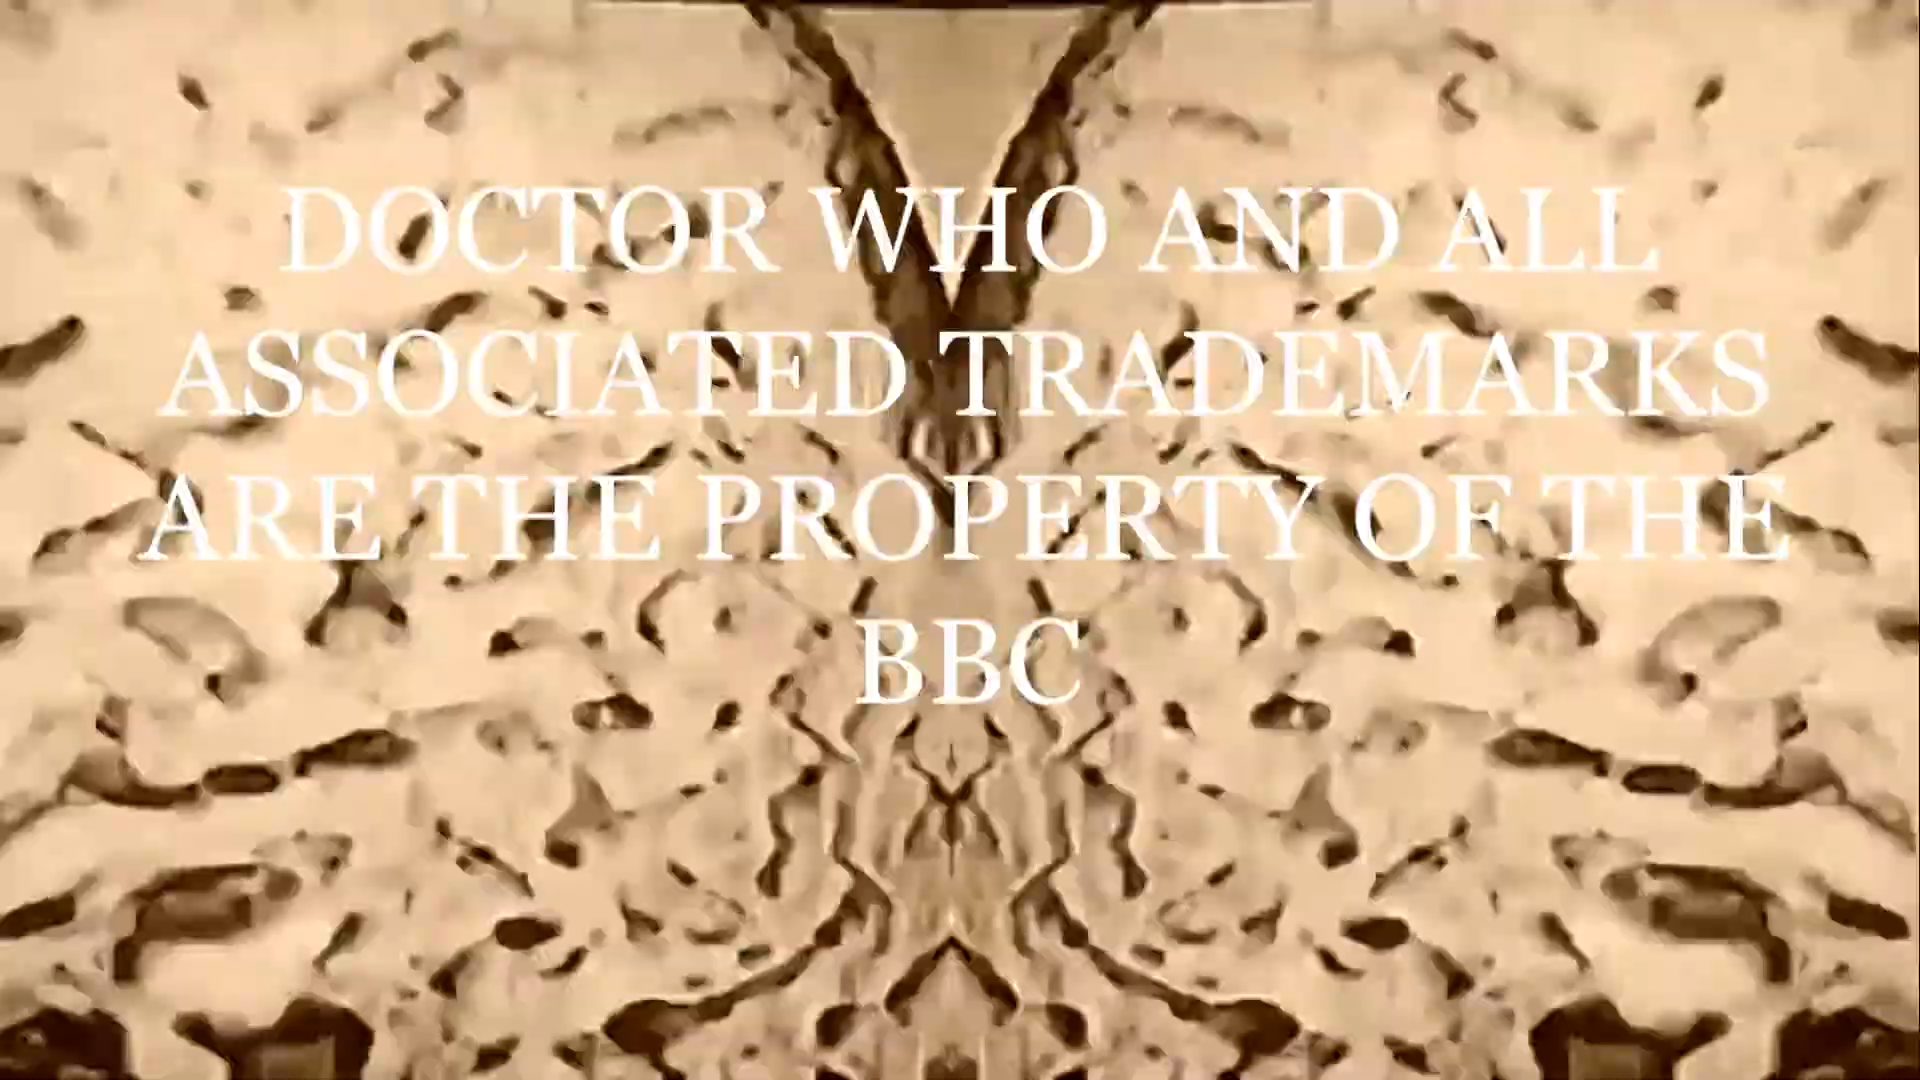 DOCTOR WHO AND ALL
ASSOCIATED TRADEMARKS
ARE THE PROPERTY OF THE
BBC